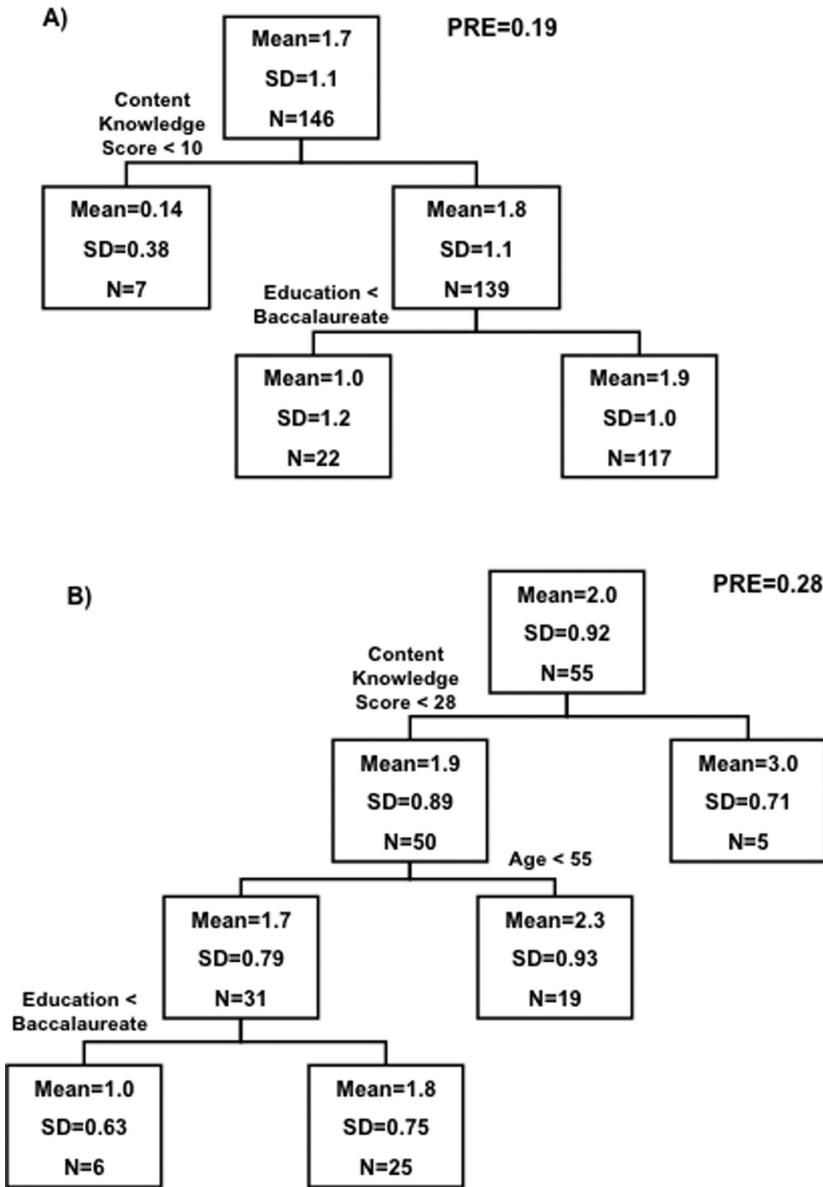 A)
PRE=0.19
Mean=1.7
SD=1.1
N=146
Content
Knowledge
Score < 10
Mean=0.14
SD=0.38
N=7
Mean=1.8
SD=1.1
N=139
Education <
Baccalaureate
Mean=1.0
SD=1.2
N=22
Mean=1.9
SD=1.0
N=117
B)
PRE=0.28
Mean=2.0
SD=0.92
N=55
Content
Knowledge
Score < 28
Mean=1.9
SD=0.89
N=50
Mean=3.0
SD=0.71
N=5
Age < 55
Mean=1.7
SD=0.79
N=31
Mean=2.3
SD=0.93
N=19
Education <
Baccalaureate
Mean=1.0
SD=0.63
N=6
Mean=1.8
SD=0.75
N=25